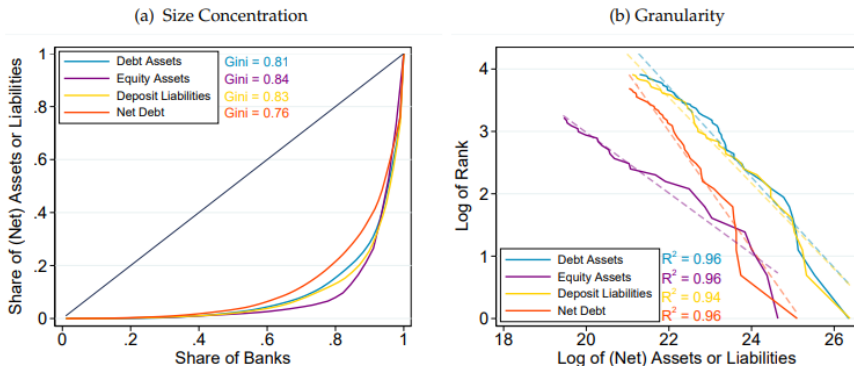 (a) Size Concentration
Share of (Net) Assets or Liabilities
1
.8
.6
.4
.2
0
Debt Assets Gini = 0.81
Equity Assets Gini = 0.84
Deposit Liabilities Gini = 0.83
Net Debt Gini = 0.76
0 .2 .4 .6 .8 1
Share of Banks
(b) Granularity
Log of Rank
4
3
2
1
0
Debt Assets R² = 0.96
Equity Assets R² = 0.96
Deposit Liabilities R² = 0.94
Net Debt R² = 0.96
18 20 22 24 26
Log of (Net) Assets or Liabilities